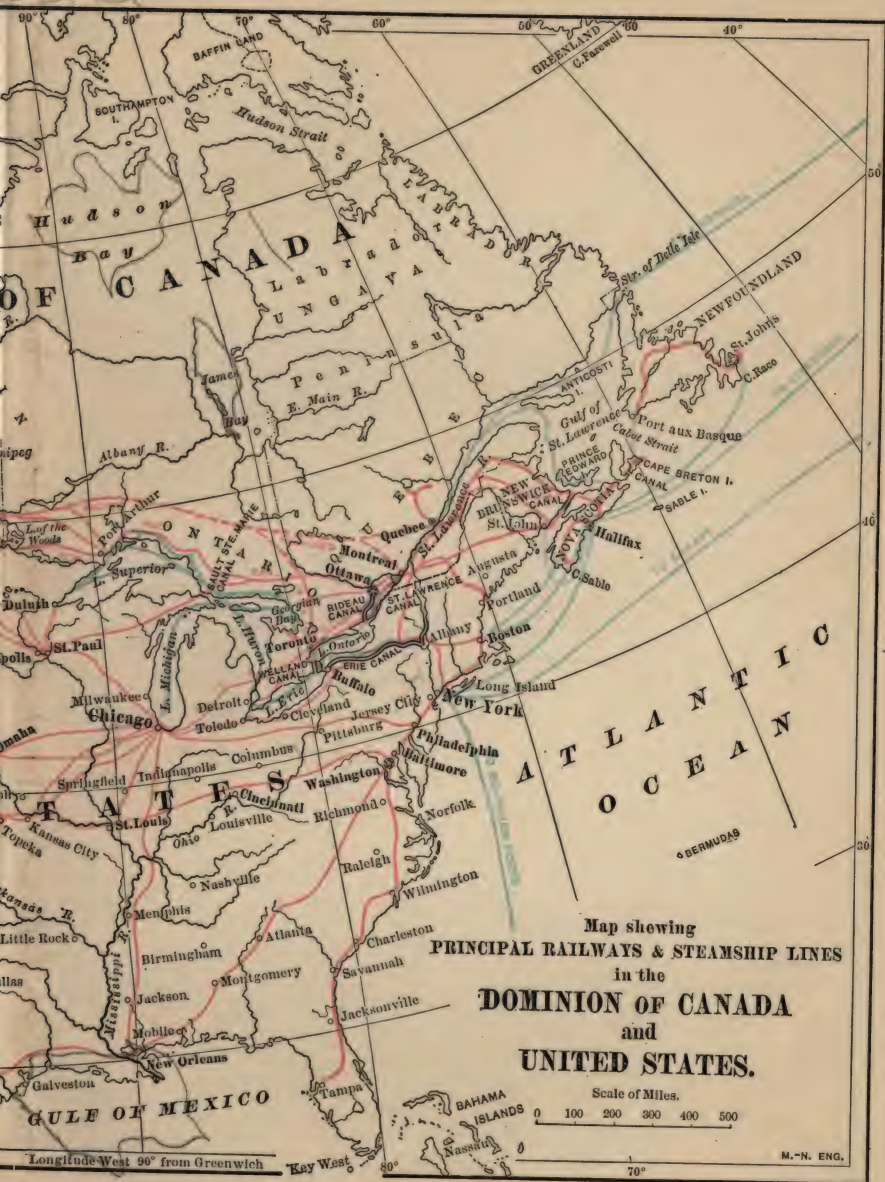 90°
80°
70°
60°
50°
60
40°
GREENLAND
C. Farewell
BAFFIN LAND
SOUTHAMPTON
I.
Hudson Strait
50°
Hudson
Bay
LABRADOR
OF CANADA
R.
Labrador
UNGAVA
Peninsula
Str. of Belle Isle
NEWFOUNDLAND
St. Johns
C. Race
James
Bay
E. Main R.
ANTICOSTI
I.
Gulf of
St. Lawrence
Port aux Basque
Cabot Strait
nipeg
Albany R.
QUEBEC
PRINCE
EDWARD
I.
CAPE BRETON I.
CANAL
SABLE I.
NEW
BRUNSWICK
CANAL
St. John
NOVA SCOTIA
Halifax
C. Sable
40
L. of the
Woods
Port Arthur
ONTARIO
SAULT STE. MARIE
CANAL
Quebec
St. Lawrence R.
Montreal
Ottawa
Augusta
L. Superior
Duluth
Georgian
Bay
RIDEAU
CANAL
ST. LAWRENCE
CANAL
Portland
St. Paul
polis
L. Michigan
L. Huron
Toronto
L. Ontario
WELLAND
CANAL
ERIE CANAL
Albany
Boston
Buffalo
Milwaukee
Chicago
Detroit
Toledo
L. Erie
Cleveland
Jersey City
Long Island
New York
Omaha
Pittsburg
Philadelphia
Columbus
Baltimore
Springfield
Indianapolis
Washington
TATES
Cincinnati
St. Louis
Ohio R.
Louisville
Richmond
Norfolk
Kansas City
Topeka
ATLANTIC
OCEAN
BERMUDAS
30
Raleigh
Nashville
Wilmington
kansas R.
Memphis
Little Rock
Atlanta
Charleston
Birmingham
Mississippi R.
Montgomery
Savannah
llas
Jackson
Jacksonville
Mobile
New Orleans
Galveston
Tampa
GULF OF MEXICO
BAHAMA
ISLANDS
Nassau
Key West
80°
70°
Longitude West 90° from Greenwich
Map shewing
PRINCIPAL RAILWAYS & STEAMSHIP LINES
in the
DOMINION OF CANADA
and
UNITED STATES.
Scale of Miles.
0 100 200 300 400 500
M.-N. ENG.